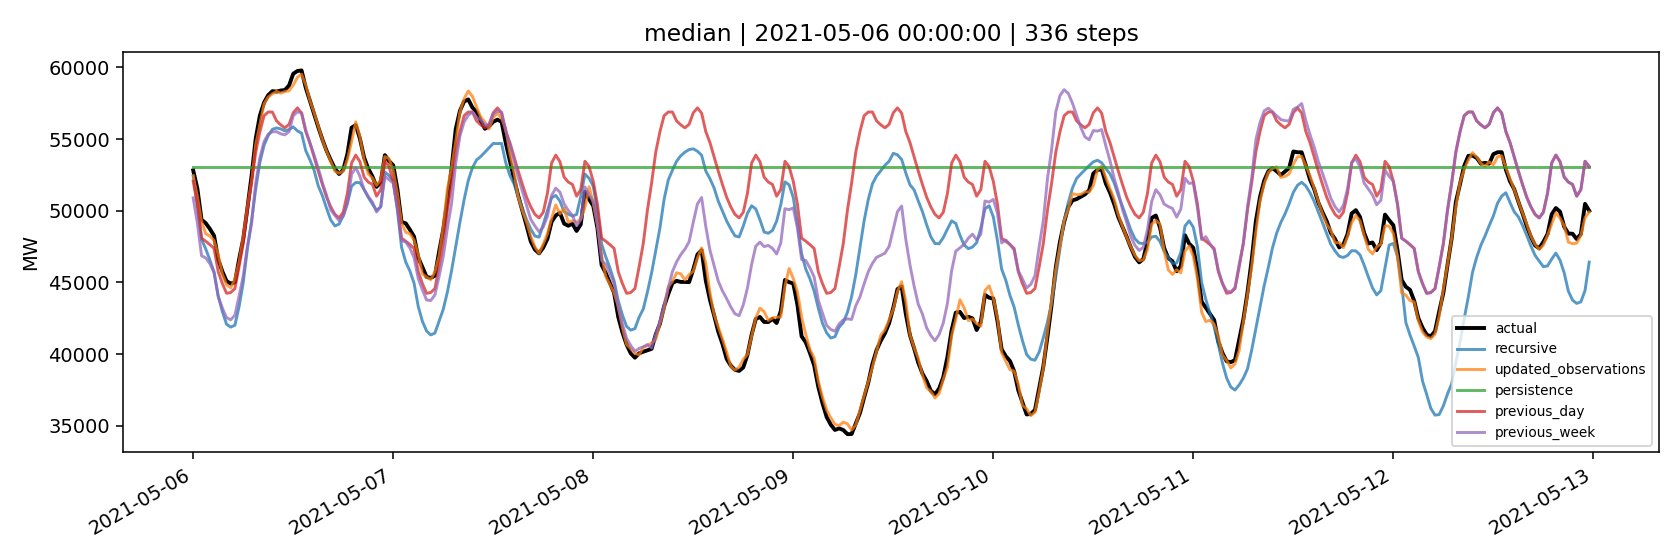 median | 2021-05-06 00:00:00 | 336 steps
60000
55000
50000
45000
40000
35000
MW
actual
recursive
updated_observations
persistence
previous_day
previous_week
2021-05-06
2021-05-07
2021-05-08
2021-05-09
2021-05-10
2021-05-11
2021-05-12
2021-05-13